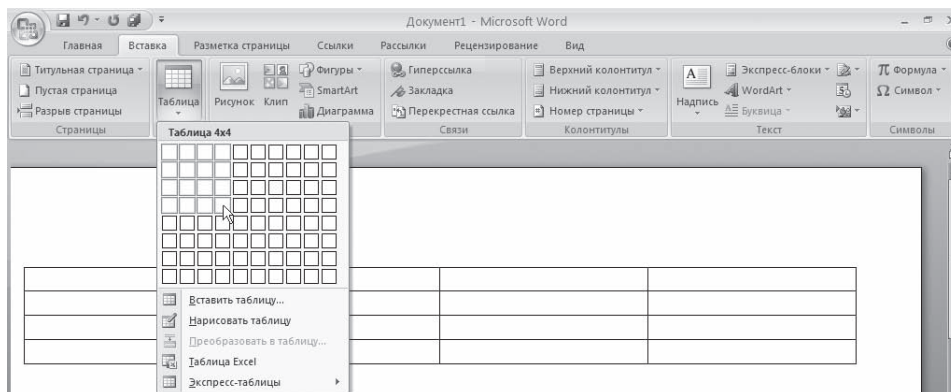 Документ1 - Microsoft Word
Главная Вставка Разметка страницы Ссылки Рассылки Рецензирование Вид
Титульная страница
Пустая страница
Разрыв страницы
Страницы
Таблица
Рисунок
Клип
Фигуры
SmartArt
Диаграмма
Гиперссылка
Закладка
Перекрестная ссылка
Связи
Верхний колонтитул
Нижний колонтитул
Номер страницы
Колонтитулы
Надпись
Экспресс-блоки
WordArt
Буквица
Текст
π Формула
Ω Символ
Символы
Таблица 4x4
Вставить таблицу...
Нарисовать таблицу
Преобразовать в таблицу...
Таблица Excel
Экспресс-таблицы